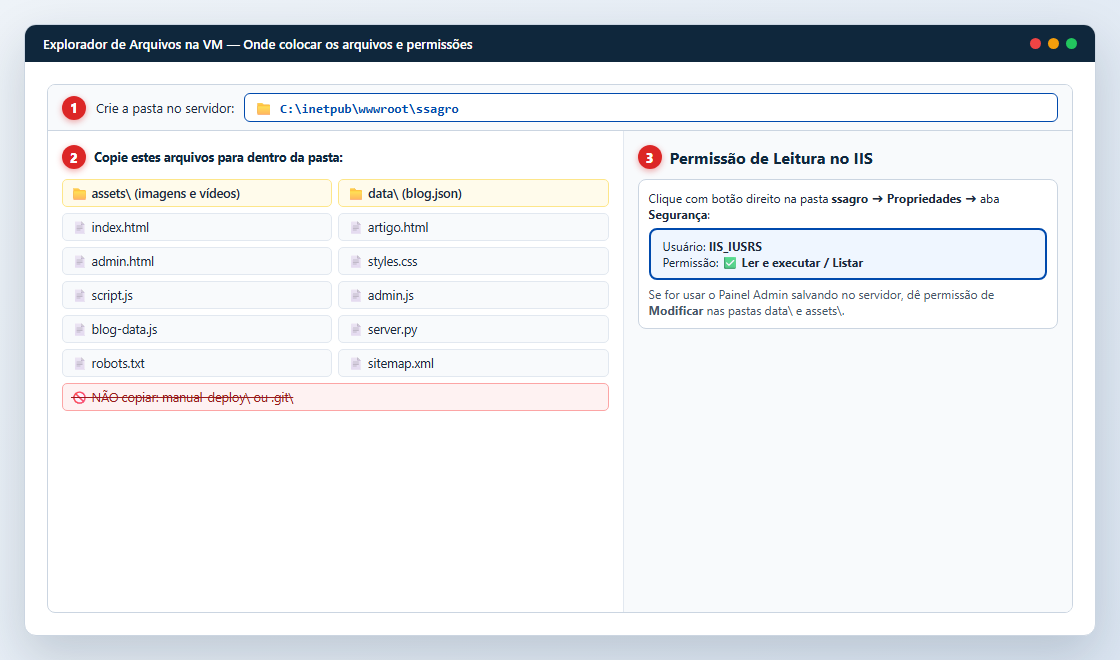 Explorador de Arquivos na VM — Onde colocar os arquivos e permissões
1 Crie a pasta no servidor: C:\inetpub\wwwroot\ssagro
2 Copie estes arquivos para dentro da pasta:
assets\ (imagens e vídeos)
data\ (blog.json)
index.html
artigo.html
admin.html
styles.css
script.js
admin.js
blog-data.js
server.py
robots.txt
sitemap.xml
NÃO copiar: manual-deploy\ ou .git\
3 Permissão de Leitura no IIS
Clique com botão direito na pasta ssagro → Propriedades → aba
Segurança:
Usuário: IIS_IUSRS
Permissão: ✅ Ler e executar / Listar
Se for usar o Painel Admin salvando no servidor, dê permissão de
Modificar nas pastas data\ e assets\.